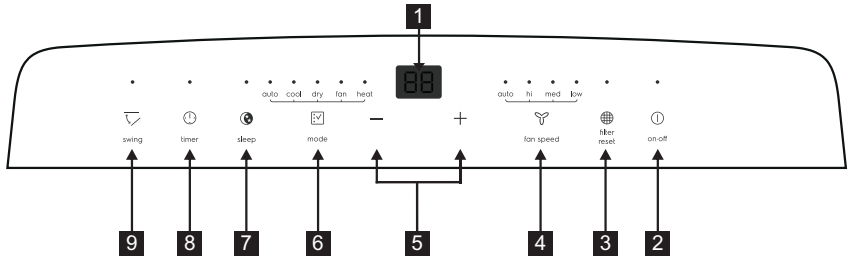 1
88
auto cool dry fan heat
auto hi med low
swing
timer
sleep
mode
fan speed
filter
reset
on·off
9
8
7
6
5
4
3
2